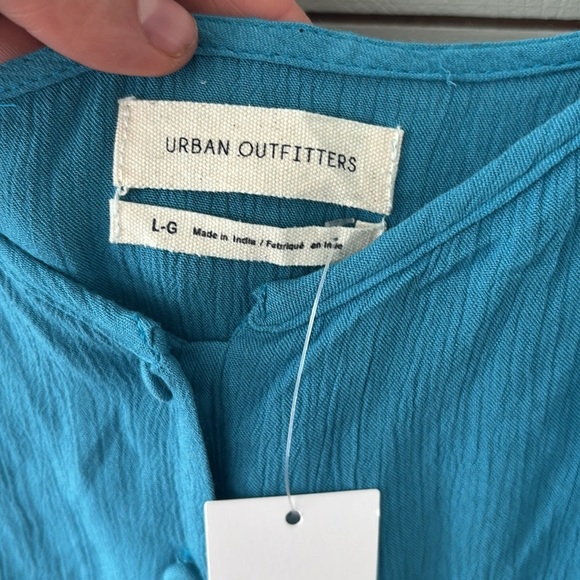 URBAN OUTFITTERS
L-G Made in India / Fabriqué en Inde